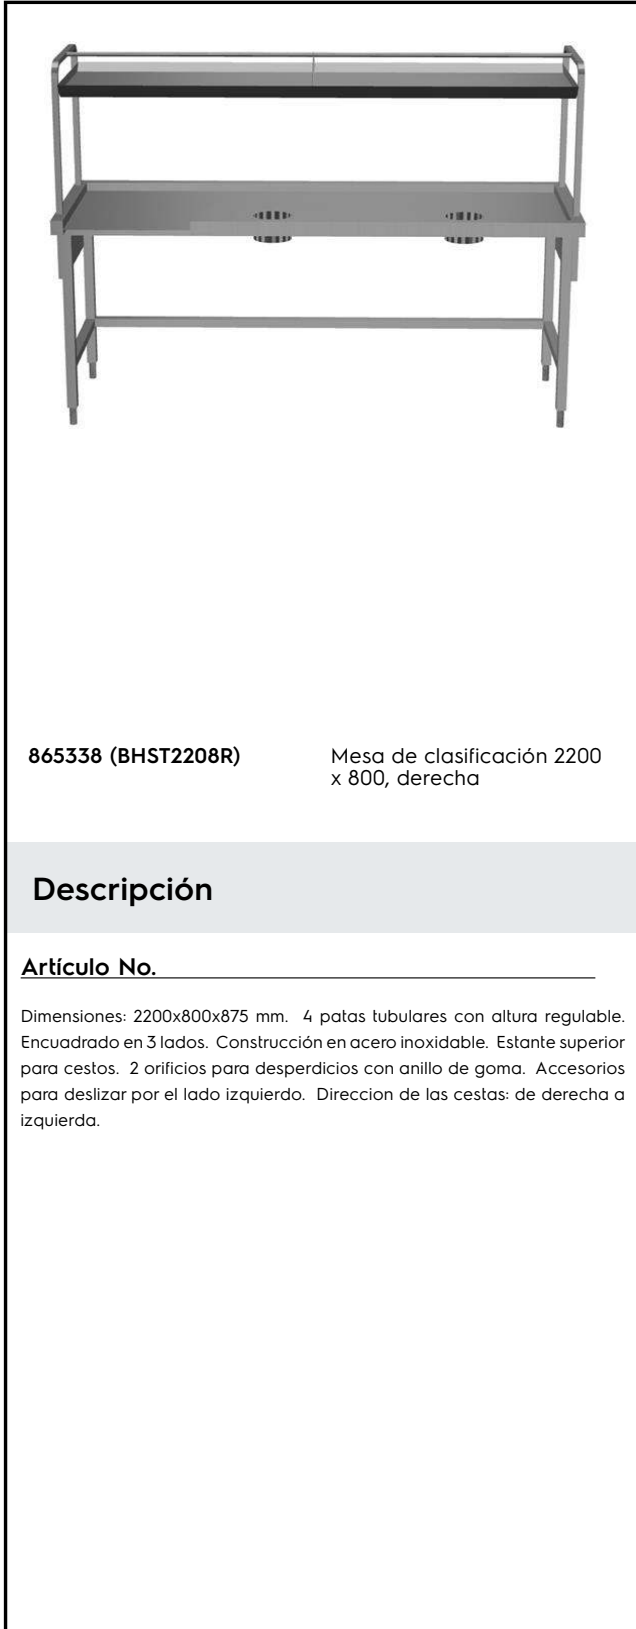 865338 (BHST2208R)
Mesa de clasificación 2200
x 800, derecha
Descripción
Artículo No.
Dimensiones: 2200x800x875 mm. 4 patas tubulares con altura regulable.
Encuadrado en 3 lados. Construcción en acero inoxidable. Estante superior
para cestos. 2 orificios para desperdicios con anillo de goma. Accesorios
para deslizar por el lado izquierdo. Direccion de las cestas: de derecha a
izquierda.